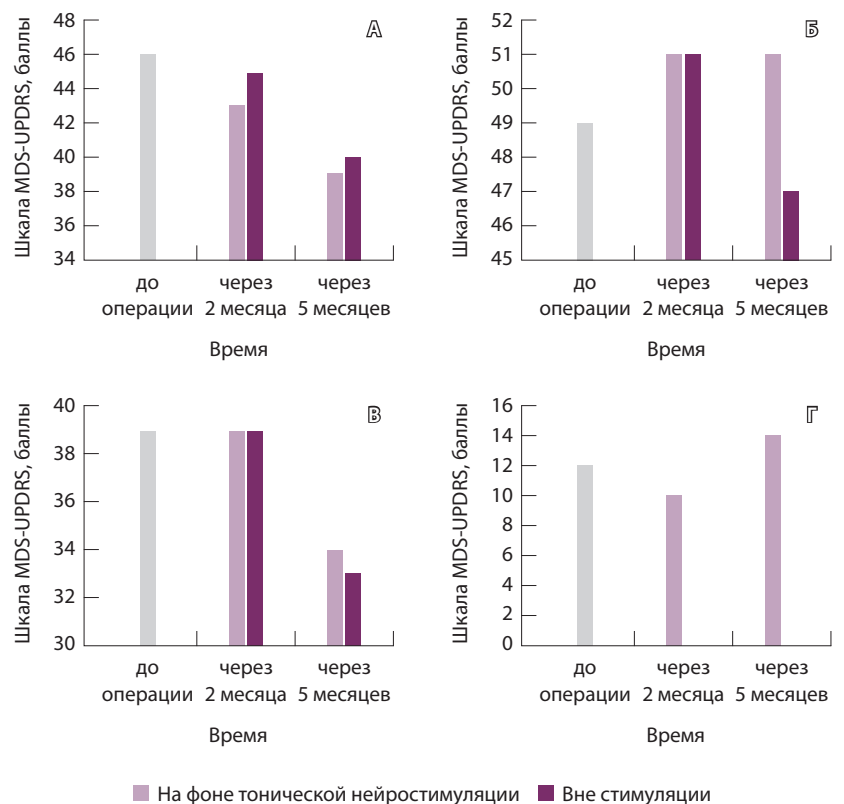 Шкала MDS-UPDRS, баллы
А
48
46
44
42
40
38
36
34
до операции
через 2 месяца
через 5 месяцев
Время
Шкала MDS-UPDRS, баллы
Б
52
51
50
49
48
47
46
45
до операции
через 2 месяца
через 5 месяцев
Время
Шкала MDS-UPDRS, баллы
В
40
38
36
34
32
30
до операции
через 2 месяца
через 5 месяцев
Время
Шкала MDS-UPDRS, баллы
Г
16
14
12
10
8
6
4
2
0
до операции
через 2 месяца
через 5 месяцев
Время
На фоне тонической нейростимуляции
Вне стимуляции